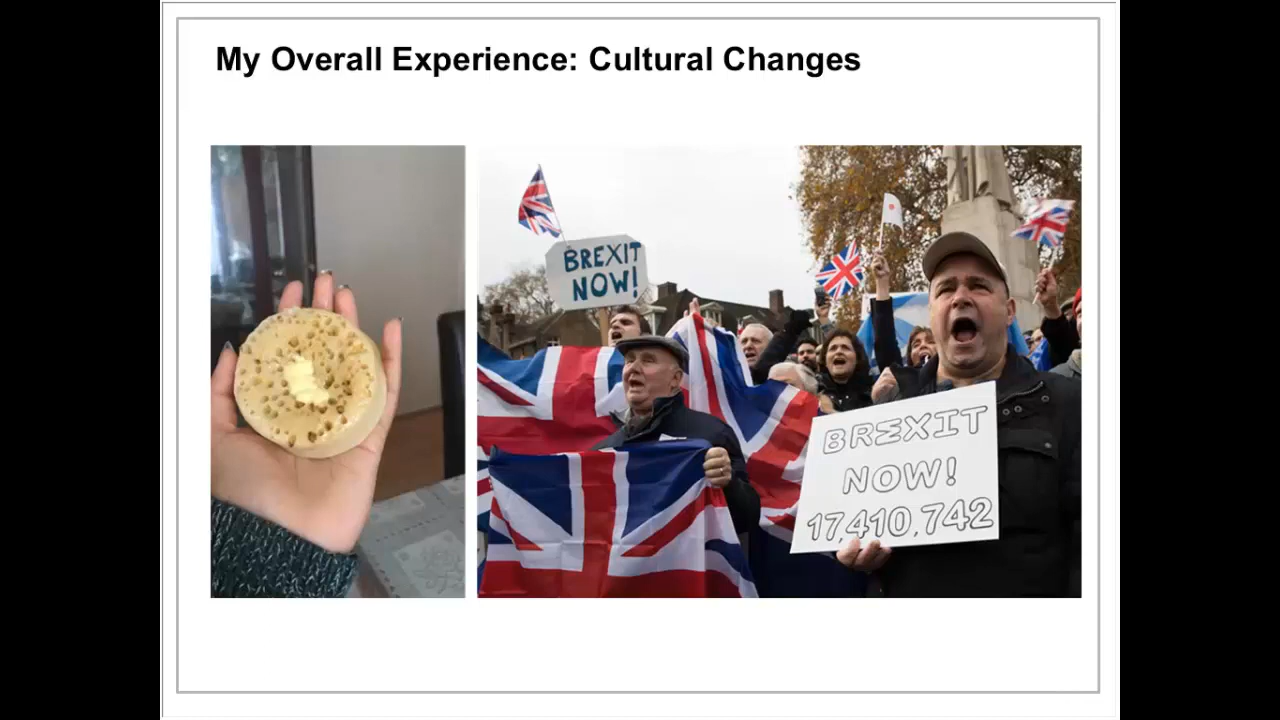 My Overall Experience: Cultural Changes
BREXIT
NOW!
BREXIT
NOW!
17,410,742